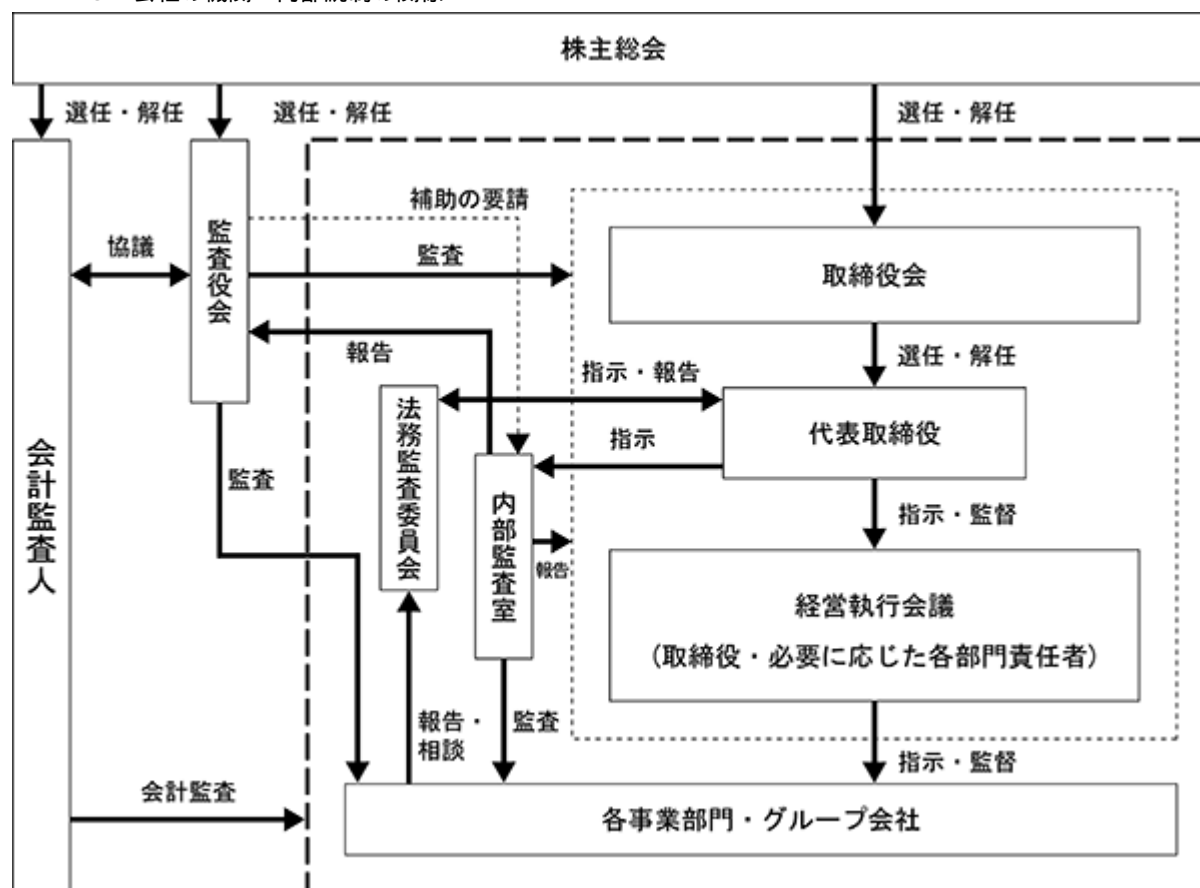 株主総会
選任・解任
選任・解任
選任・解任
補助の要請
監査役会
協議
監査
取締役会
報告
選任・解任
指示・報告
法務監査委員会
代表取締役
指示
会計監査人
監査
内部監査室
指示・監督
報告
経営執行会議
(取締役・必要に応じた各部門責任者)
報告・
相談
監査
指示・監督
会計監査
各事業部門・グループ会社